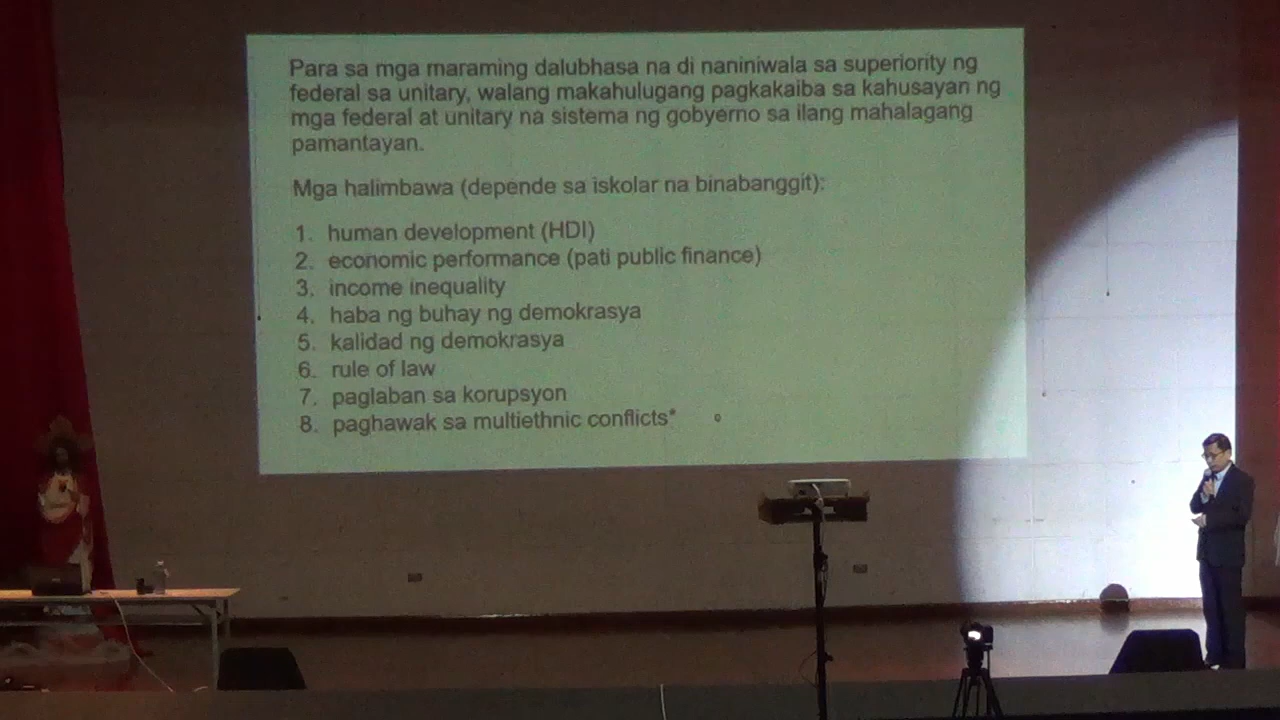 Para sa mga maraming dalubhasa na di naniniwala sa superiority ng
federal sa unitary, walang makahulugang pagkakaiba sa kahusayan ng
mga federal at unitary na sistema ng gobyerno sa ilang mahalagang
pamantayan.
Mga halimbawa (depende sa iskolar na binabanggit):
1. human development (HDI)
2. economic performance (pati public finance)
3. income inequality
4. haba ng buhay ng demokrasya
5. kalidad ng demokrasya
6. rule of law
7. paglaban sa korupsyon
8. paghawak sa multiethnic conflicts*